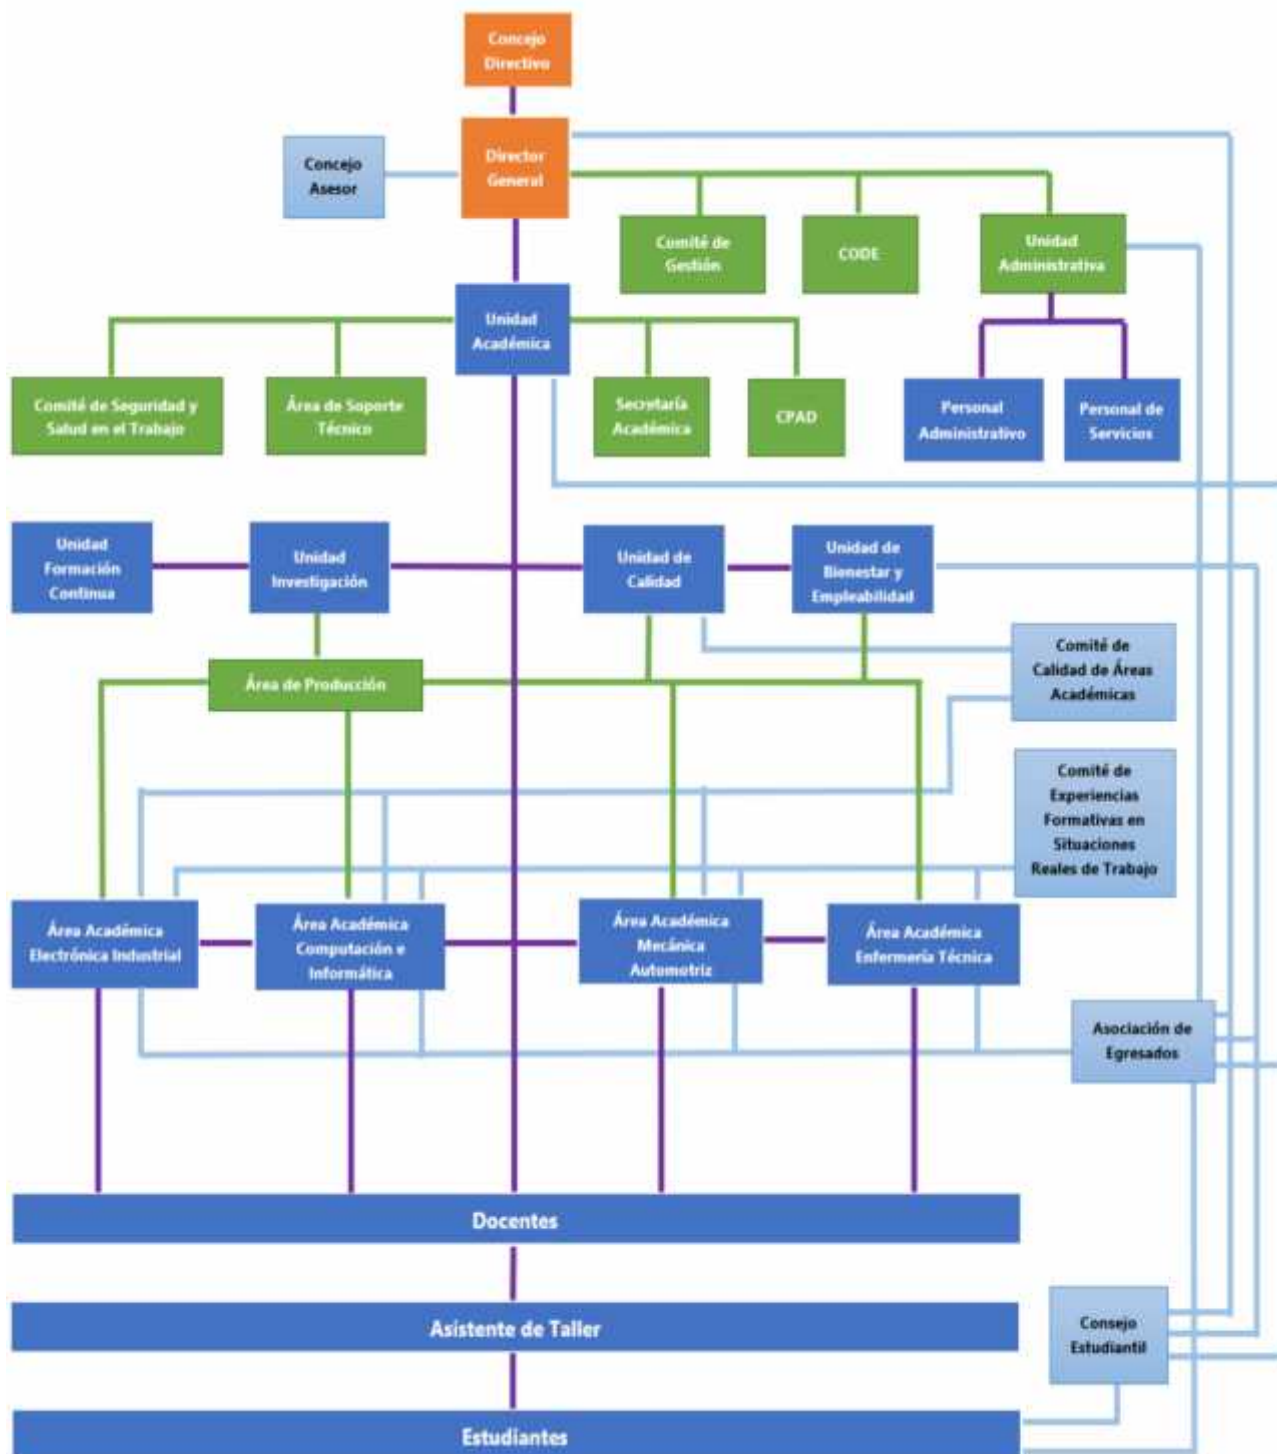 Concejo
Directivo
Director
General
Concejo
Asesor
Comité de
Gestión
CODE
Unidad
Administrativa
Unidad
Académica
Comité de Seguridad y
Salud en el Trabajo
Área de Soporte
Técnico
Secretaría
Académica
CPAD
Personal
Administrativo
Personal de
Servicios
Unidad
Formación
Continua
Unidad
Investigación
Unidad de
Calidad
Unidad de
Bienestar y
Empleabilidad
Comité de
Calidad de Áreas
Académicas
Área de Producción
Comité de
Experiencias
Formativas en
Situaciones
Reales de Trabajo
Área Académica
Electrónica Industrial
Área Académica
Computación e
Informática
Área Académica
Mecánica
Automotriz
Área Académica
Enfermería Técnica
Asociación de
Egresados
Docentes
Asistente de Taller
Consejo
Estudiantil
Estudiantes